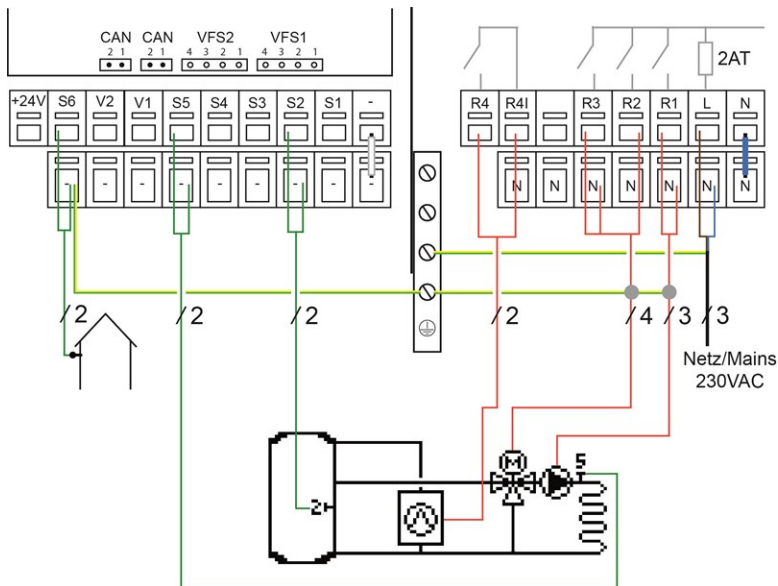 CAN CAN VFS2 VFS1
2 1 2 1 4 3 2 1 4 3 2 1
2AT
+24V S6 V2 V1 S5 S4 S3 S2 S1 - R4 R4I R3 R2 R1 L N
- - - - - - - - - N N N N N N N
/2 /2 /2 /2 /4 /3 /3
Netz/Mains
230VAC
M 5
2